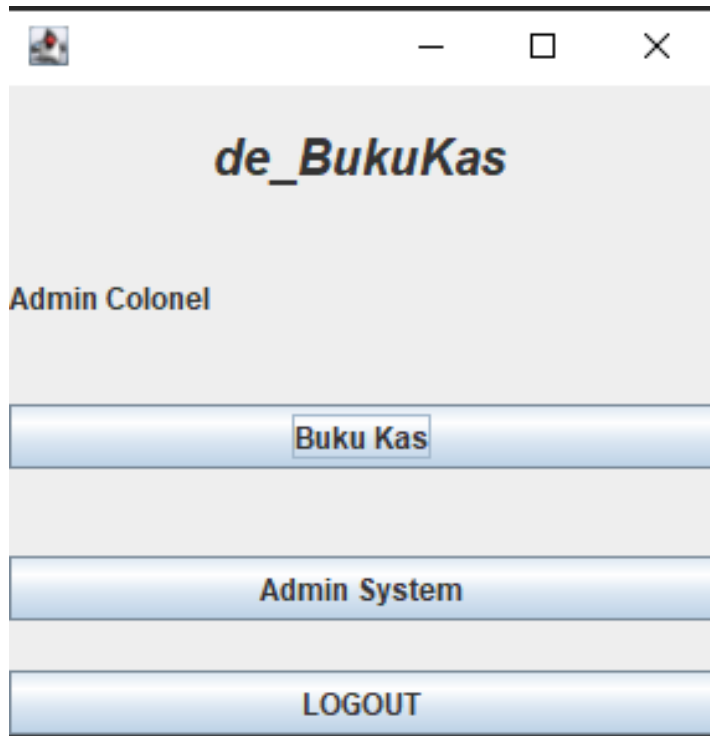 de_BukuKas
Admin Colonel
Buku Kas
Admin System
LOGOUT